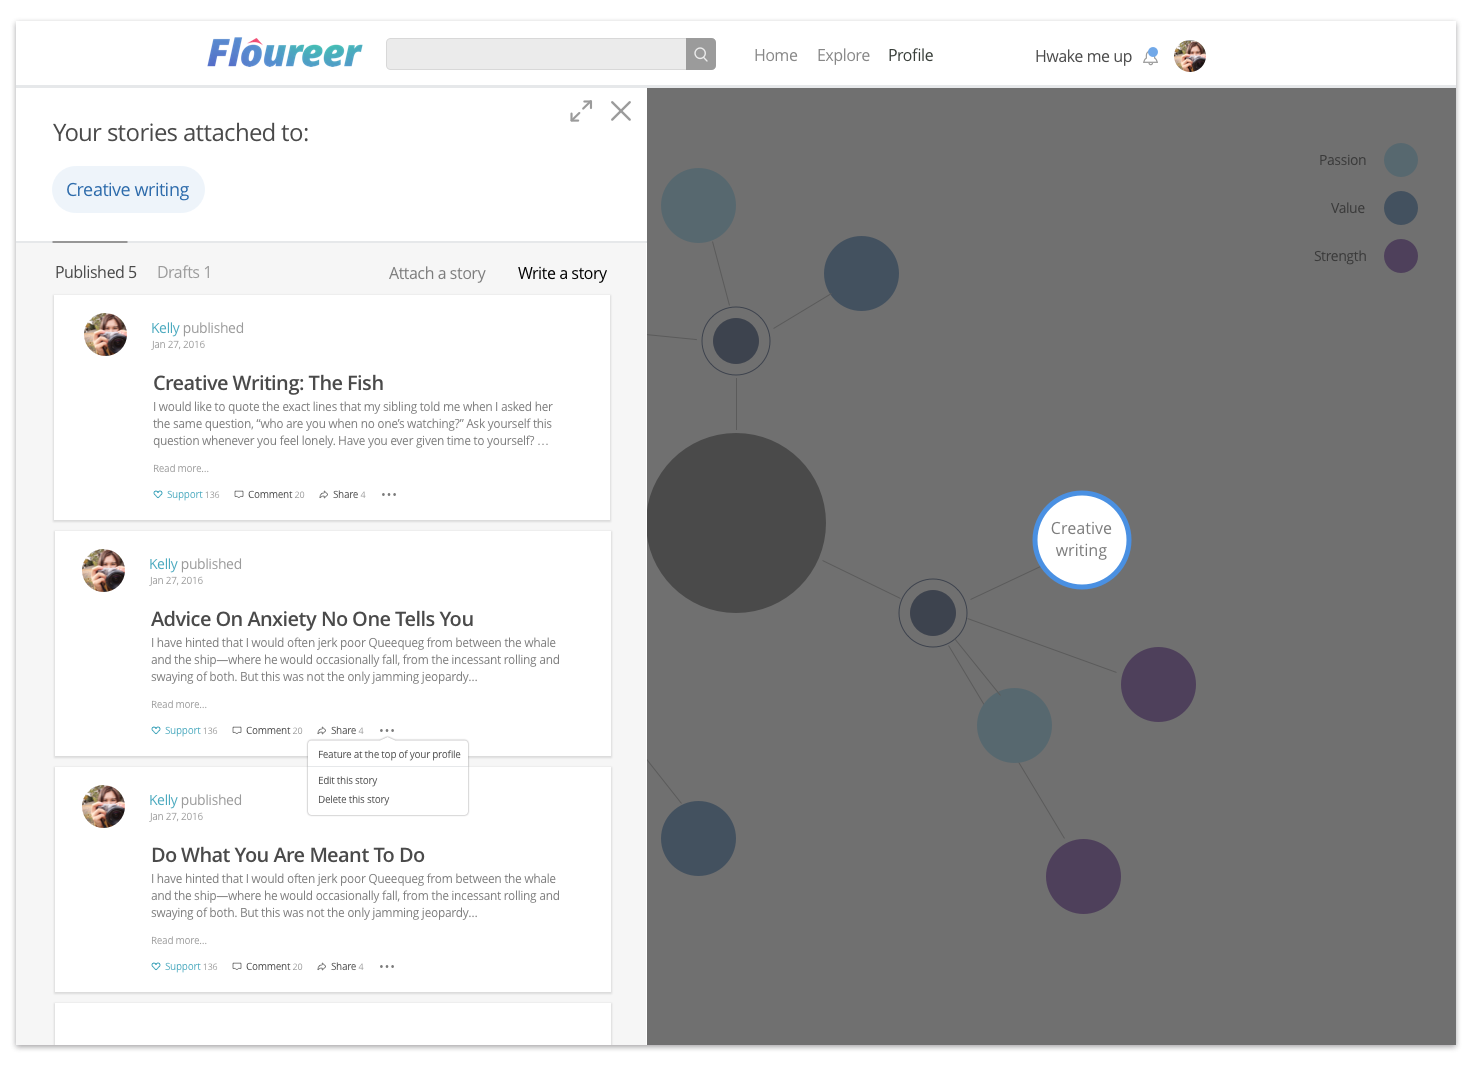 Floureer
Home Explore Profile
Hwake me up
Your stories attached to:
Creative writing
Published 5
Drafts 1
Attach a story
Write a story
Kelly published
Jan 27, 2016
Creative Writing: The Fish
I would like to quote the exact lines that my sibling told me when I asked her
the same question, “who are you when no one’s watching?” Ask yourself this
question whenever you feel lonely. Have you ever given time to yourself? …
Read more...
Support 136 Comment 20 Share 4
Kelly published
Jan 27, 2016
Advice On Anxiety No One Tells You
I have hinted that I would often jerk poor Queequeg from between the whale
and the ship—where he would occasionally fall, from the incessant rolling and
swaying of both. But this was not the only jamming jeopardy...
Read more...
Support 136 Comment 20 Share 4
Feature at the top of your profile
Edit this story
Delete this story
Kelly published
Jan 27, 2016
Do What You Are Meant To Do
I have hinted that I would often jerk poor Queequeg from between the whale
and the ship—where he would occasionally fall, from the incessant rolling and
swaying of both. But this was not the only jamming jeopardy...
Read more...
Support 136 Comment 20 Share 4
Passion
Value
Strength
Creative
writing